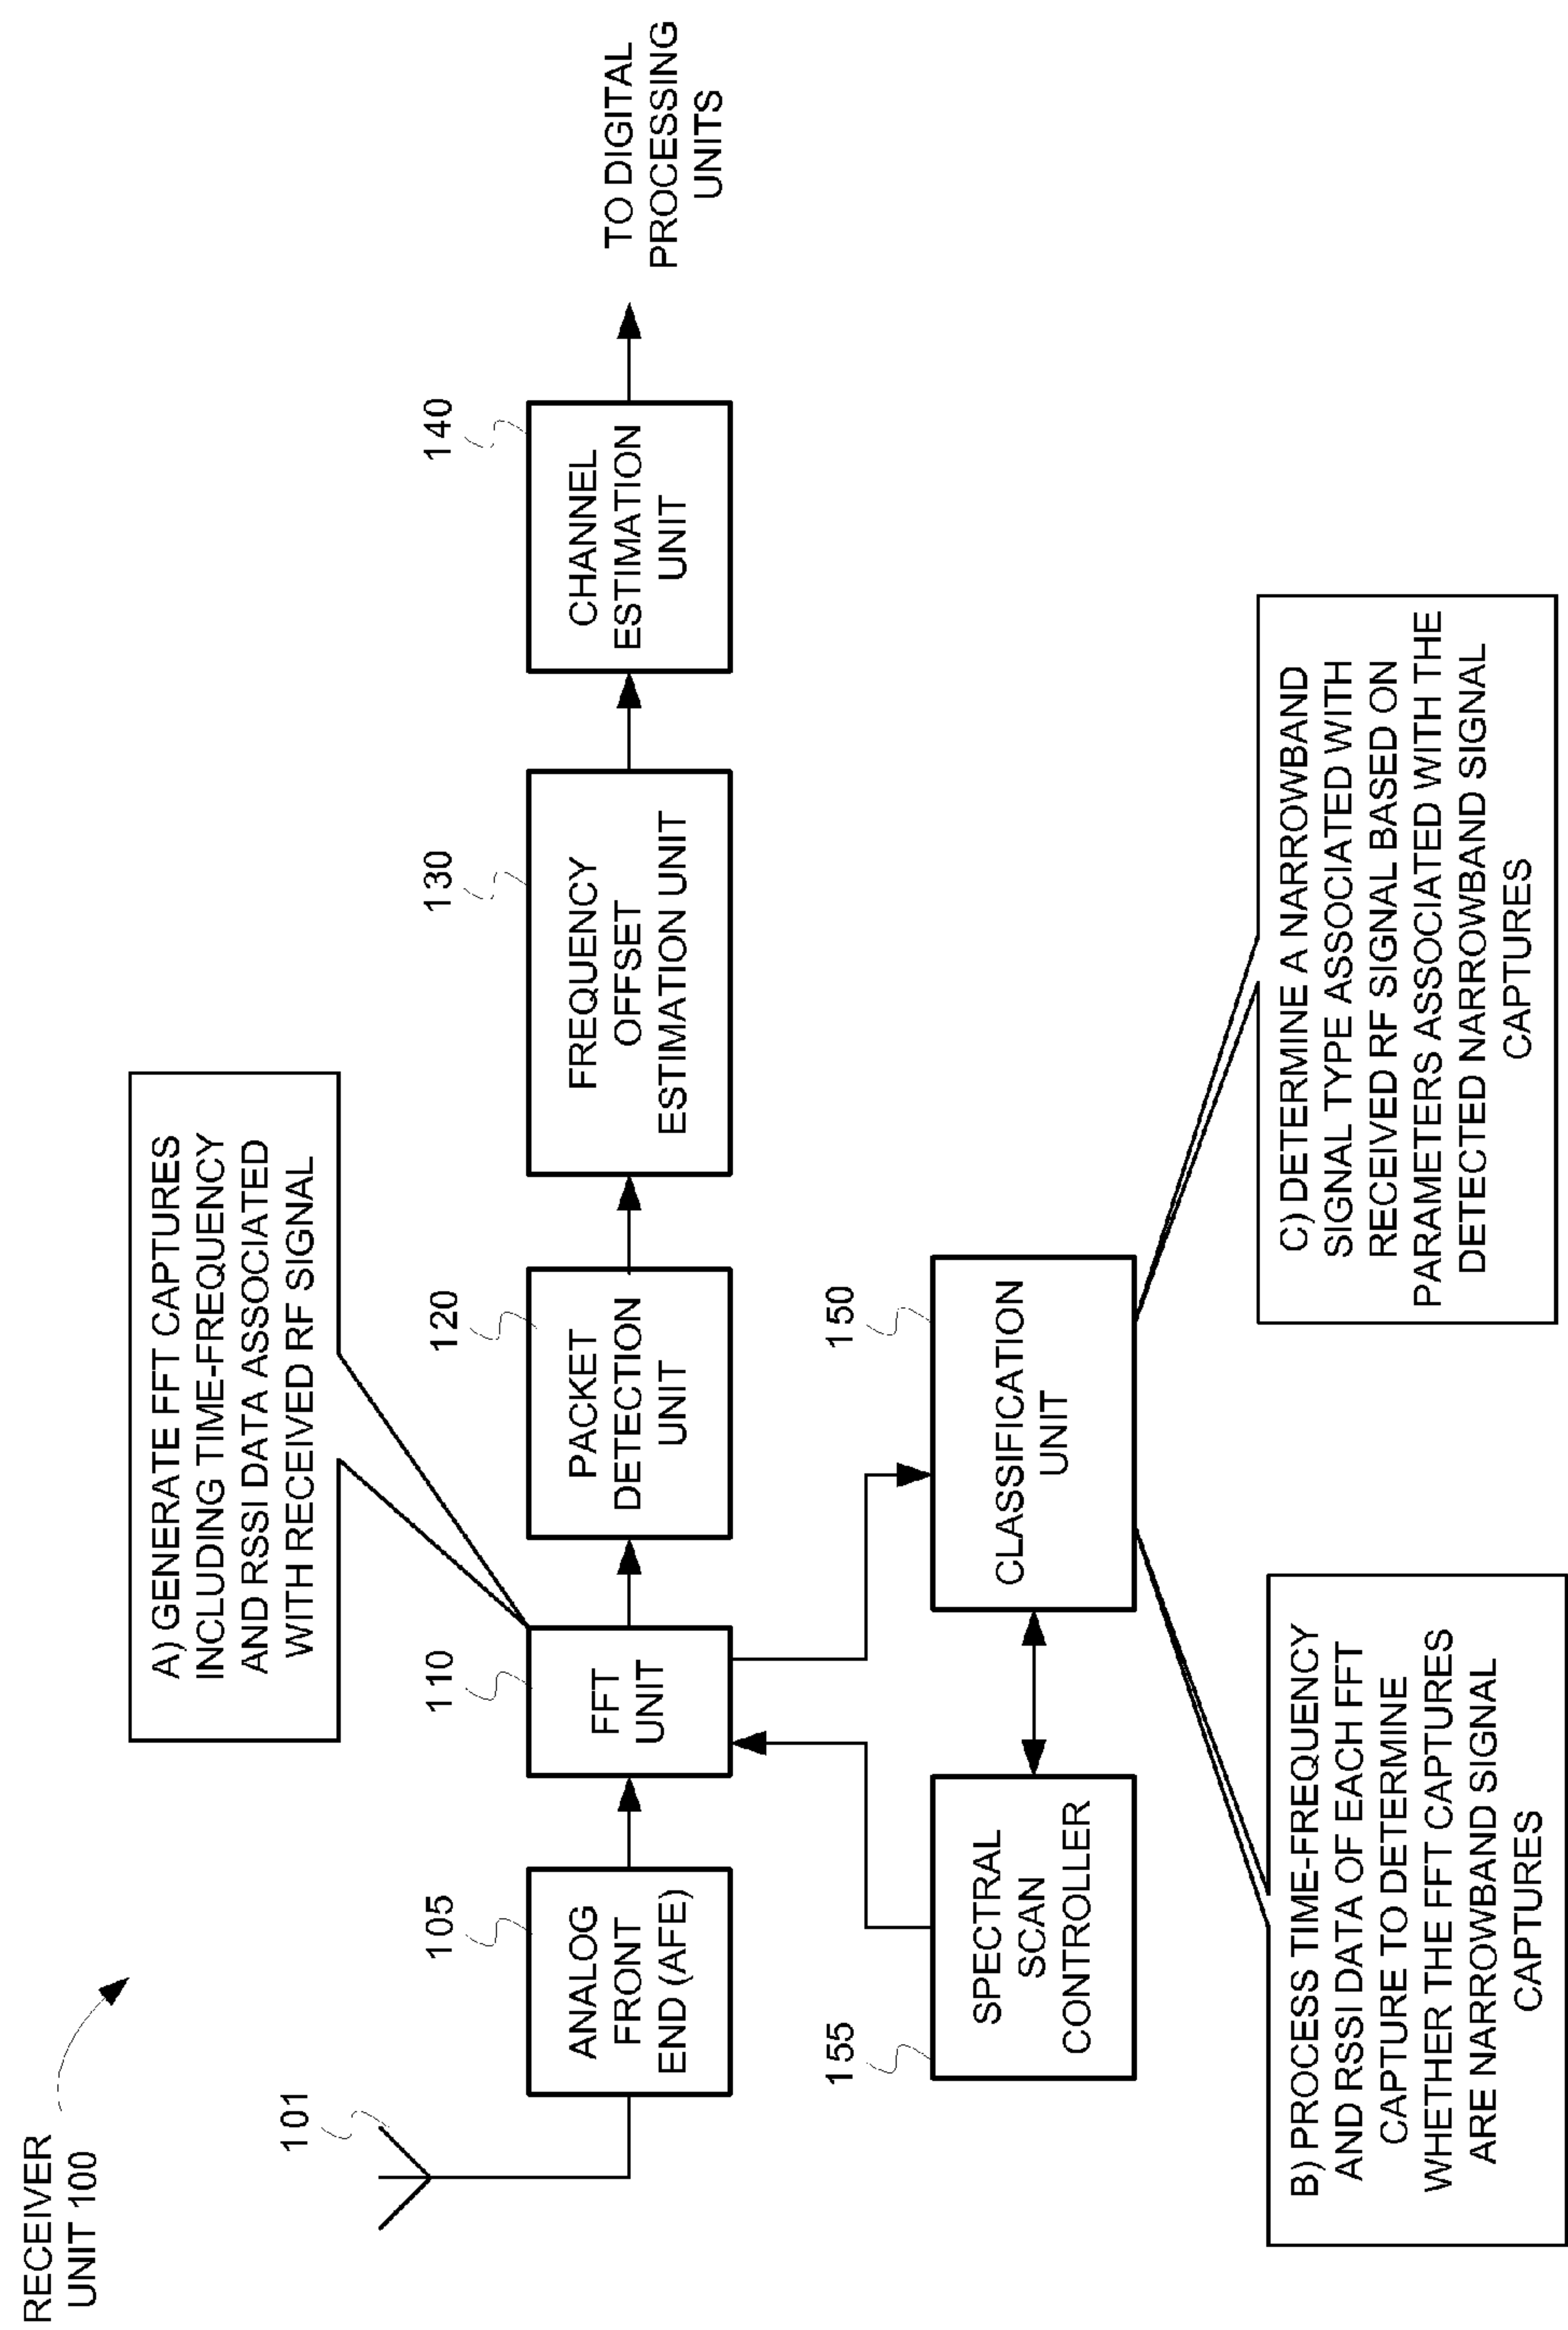 RECEIVER
UNIT 100
A) GENERATE FFT CAPTURES
INCLUDING TIME-FREQUENCY
AND RSSI DATA ASSOCIATED
WITH RECEIVED RF SIGNAL
101
105
ANALOG
FRONT
END (AFE)
110
FFT
UNIT
120
PACKET
DETECTION
UNIT
130
FREQUENCY
OFFSET
ESTIMATION UNIT
140
CHANNEL
ESTIMATION
UNIT
TO DIGITAL
PROCESSING
UNITS
155
SPECTRAL
SCAN
CONTROLLER
150
CLASSIFICATION
UNIT
B) PROCESS TIME-FREQUENCY
AND RSSI DATA OF EACH FFT
CAPTURE TO DETERMINE
WHETHER THE FFT CAPTURES
ARE NARROWBAND SIGNAL
CAPTURES
C) DETERMINE A NARROWBAND
SIGNAL TYPE ASSOCIATED WITH
RECEIVED RF SIGNAL BASED ON
PARAMETERS ASSOCIATED WITH THE
DETECTED NARROWBAND SIGNAL
CAPTURES